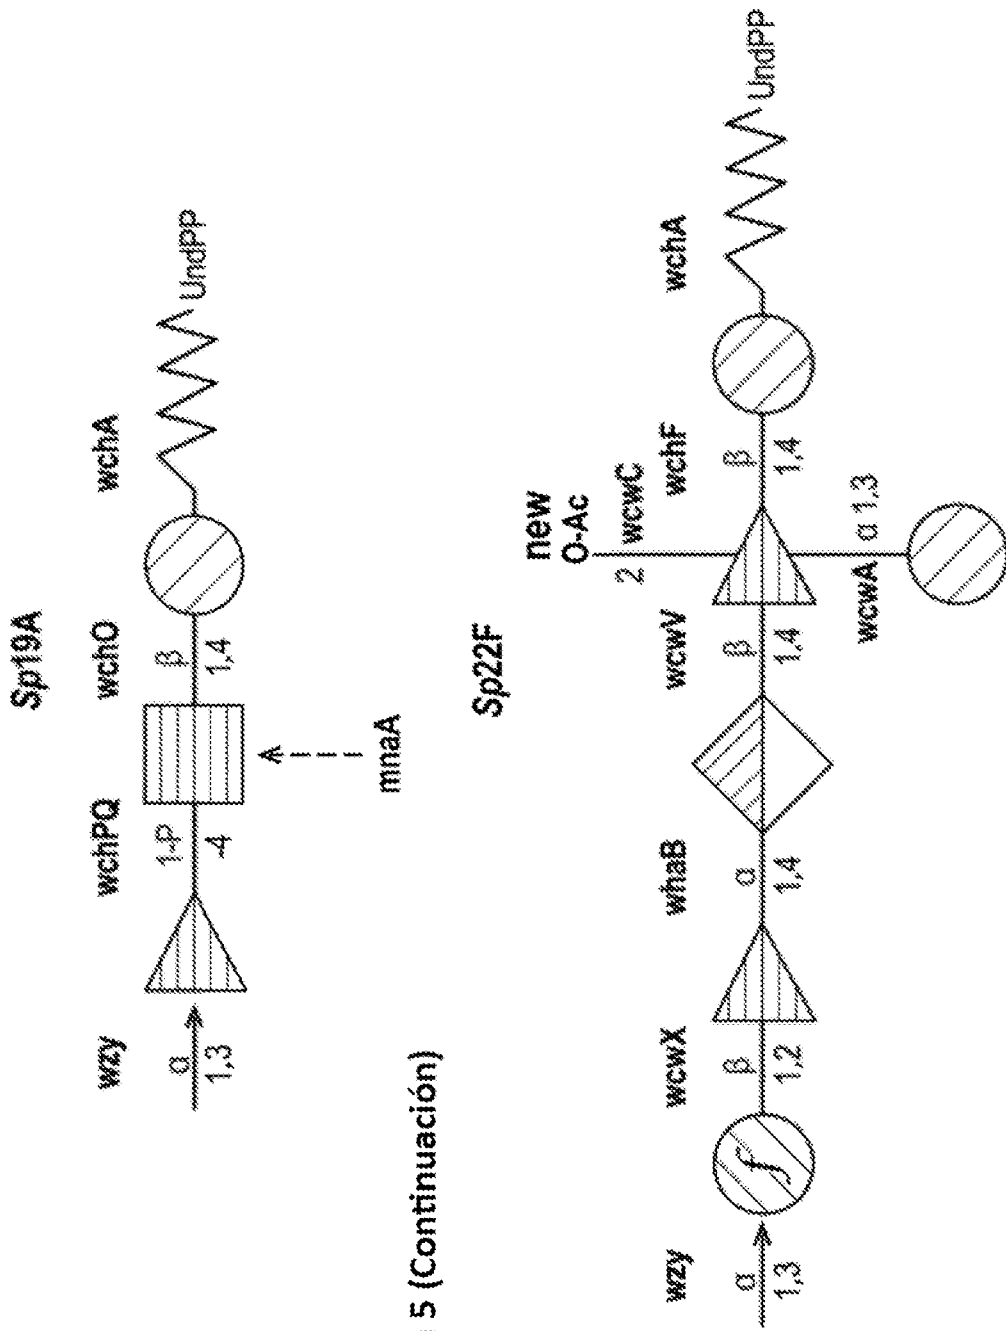 Sp19A
wzy wchPQ wchO wchA
α 1-P β
1,3 -4 1,4
UndPP
mnaA
5 (Continuación)
Sp22F
new
O-Ac
wzy wcwX whaB wcwV 2 wcwC wchF wchA
α β α β β
1,3 1,2 1,4 1,4 1,4
f
UndPP
wcwA α 1,3